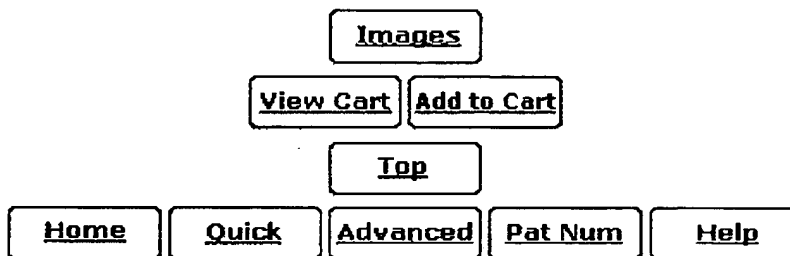 Images
View Cart Add to Cart
Top
Home Quick Advanced Pat Num Help